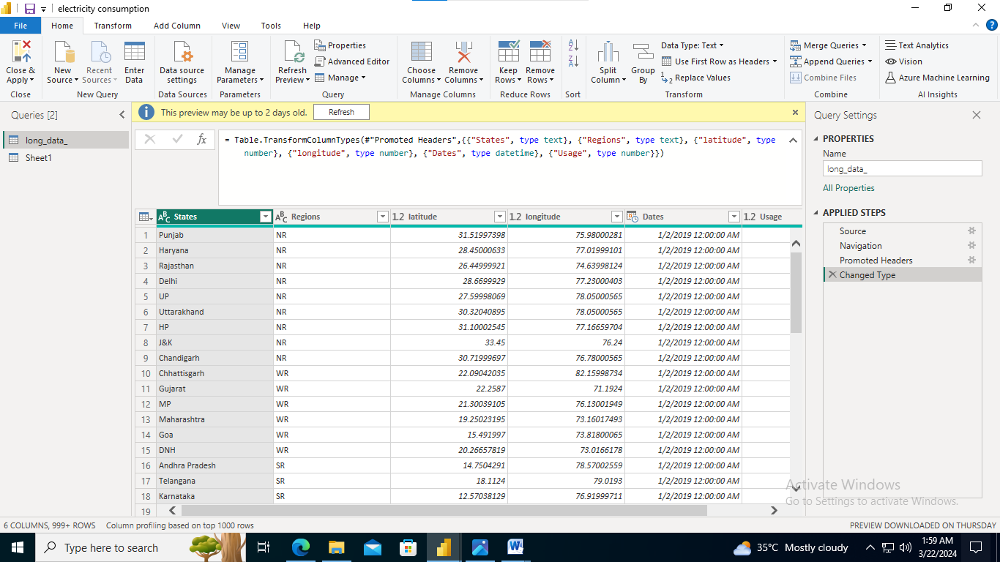 electricity consumption
File Home Transform Add Column View Tools Help
Close & Apply
Close
New Source
Recent Sources
Enter Data
New Query
Data source settings
Data Sources
Manage Parameters
Parameters
Refresh Preview
Properties
Advanced Editor
Manage
Query
Choose Columns
Remove Columns
Manage Columns
Keep Rows
Remove Rows
Reduce Rows
Sort
Split Column
Group By
Data Type: Text
Use First Row as Headers
Replace Values
Transform
Merge Queries
Append Queries
Combine Files
Combine
Text Analytics
Vision
Azure Machine Learning
AI Insights
Queries [2]
long_data_
Sheet1
This preview may be up to 2 days old. Refresh
= Table.TransformColumnTypes(#"Promoted Headers",{{"States", type text}, {"Regions", type text}, {"latitude", type
number}, {"longitude", type number}, {"Dates", type datetime}, {"Usage", type number}})
States Regions 1.2 latitude 1.2 longitude Dates 1.2 Usage
1 Punjab NR 31.51997398 75.98000281 1/2/2019 12:00:00 AM
2 Haryana NR 28.45000633 77.01999101 1/2/2019 12:00:00 AM
3 Rajasthan NR 26.44999921 74.63998124 1/2/2019 12:00:00 AM
4 Delhi NR 28.6699929 77.23000403 1/2/2019 12:00:00 AM
5 UP NR 27.59998069 78.05000565 1/2/2019 12:00:00 AM
6 Uttarakhand NR 30.32040895 78.05000565 1/2/2019 12:00:00 AM
7 HP NR 31.10002545 77.16659704 1/2/2019 12:00:00 AM
8 J&K NR 33.45 76.24 1/2/2019 12:00:00 AM
9 Chandigarh NR 30.71999697 76.78000565 1/2/2019 12:00:00 AM
10 Chhattisgarh WR 22.09042035 82.15998734 1/2/2019 12:00:00 AM
11 Gujarat WR 22.2587 71.1924 1/2/2019 12:00:00 AM
12 MP WR 21.30039105 76.13001949 1/2/2019 12:00:00 AM
13 Maharashtra WR 19.25023195 73.16017493 1/2/2019 12:00:00 AM
14 Goa WR 15.491997 73.81800065 1/2/2019 12:00:00 AM
15 DNH WR 20.26657819 73.0166178 1/2/2019 12:00:00 AM
16 Andhra Pradesh SR 14.7504291 78.57002559 1/2/2019 12:00:00 AM
17 Telangana SR 18.1124 79.0193 1/2/2019 12:00:00 AM
18 Karnataka SR 12.57038129 76.91999711 1/2/2019 12:00:00 AM
19
Query Settings
PROPERTIES
Name
long_data_
All Properties
APPLIED STEPS
Source
Navigation
Promoted Headers
Changed Type
Activate Windows
Go to Settings to activate Windows.
6 COLUMNS, 999+ ROWS Column profiling based on top 1000 rows
PREVIEW DOWNLOADED ON THURSDAY
Type here to search
35°C Mostly cloudy
1:59 AM
3/22/2024